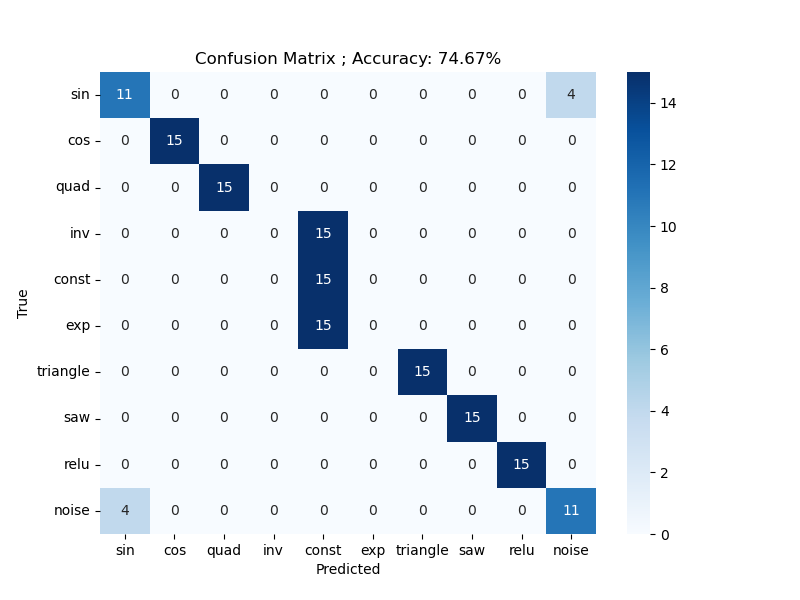 Confusion Matrix ; Accuracy: 74.67%
sin 11 0 0 0 0 0 0 0 0 4
cos 0 15 0 0 0 0 0 0 0 0
quad 0 0 15 0 0 0 0 0 0 0
inv 0 0 0 0 15 0 0 0 0 0
const 0 0 0 0 15 0 0 0 0 0
exp 0 0 0 0 15 0 0 0 0 0
triangle 0 0 0 0 0 0 15 0 0 0
saw 0 0 0 0 0 0 0 15 0 0
relu 0 0 0 0 0 0 0 0 15 0
noise 4 0 0 0 0 0 0 0 0 11
sin cos quad inv const exp triangle saw relu noise
Predicted
True
14
12
10
8
6
4
2
0